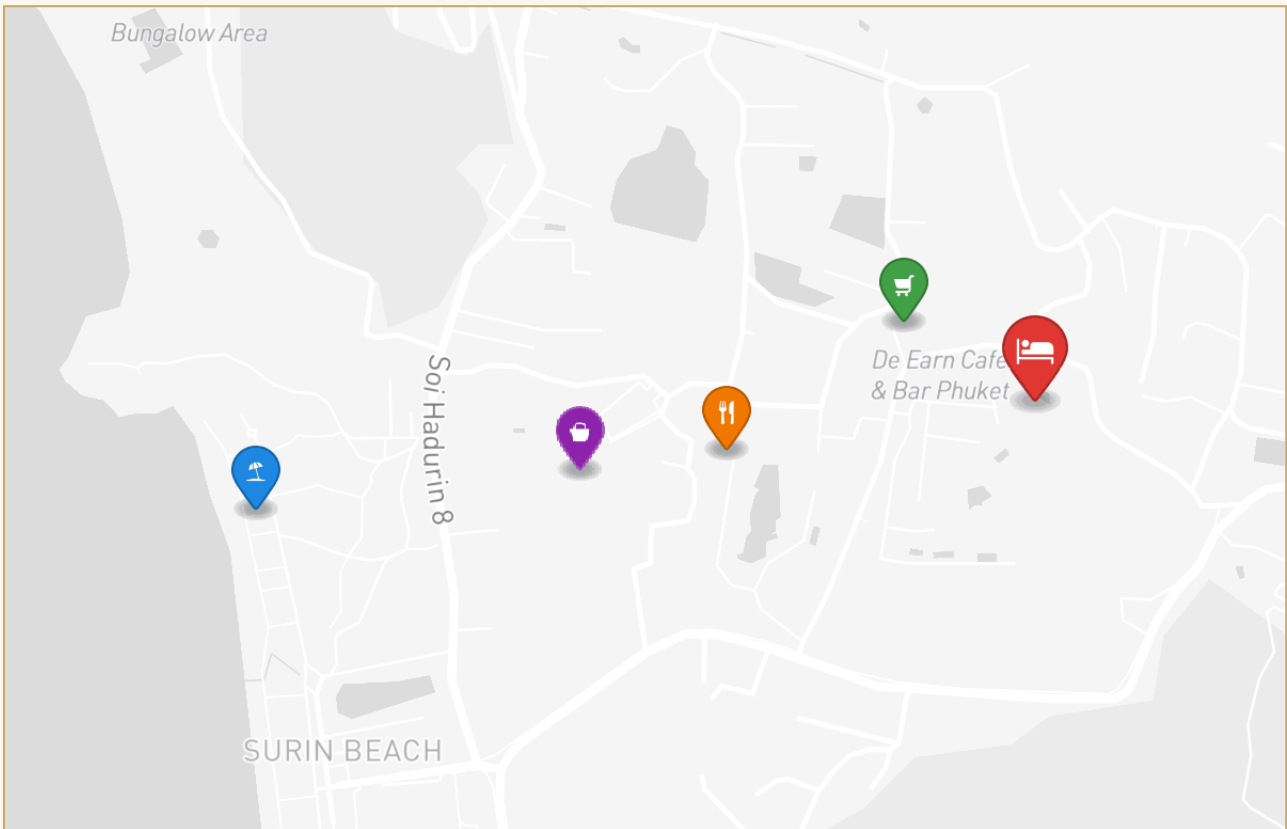 Bungalow Area
Soi Hadurin 8
De Earn Cafe
& Bar Phuket
SURIN BEACH